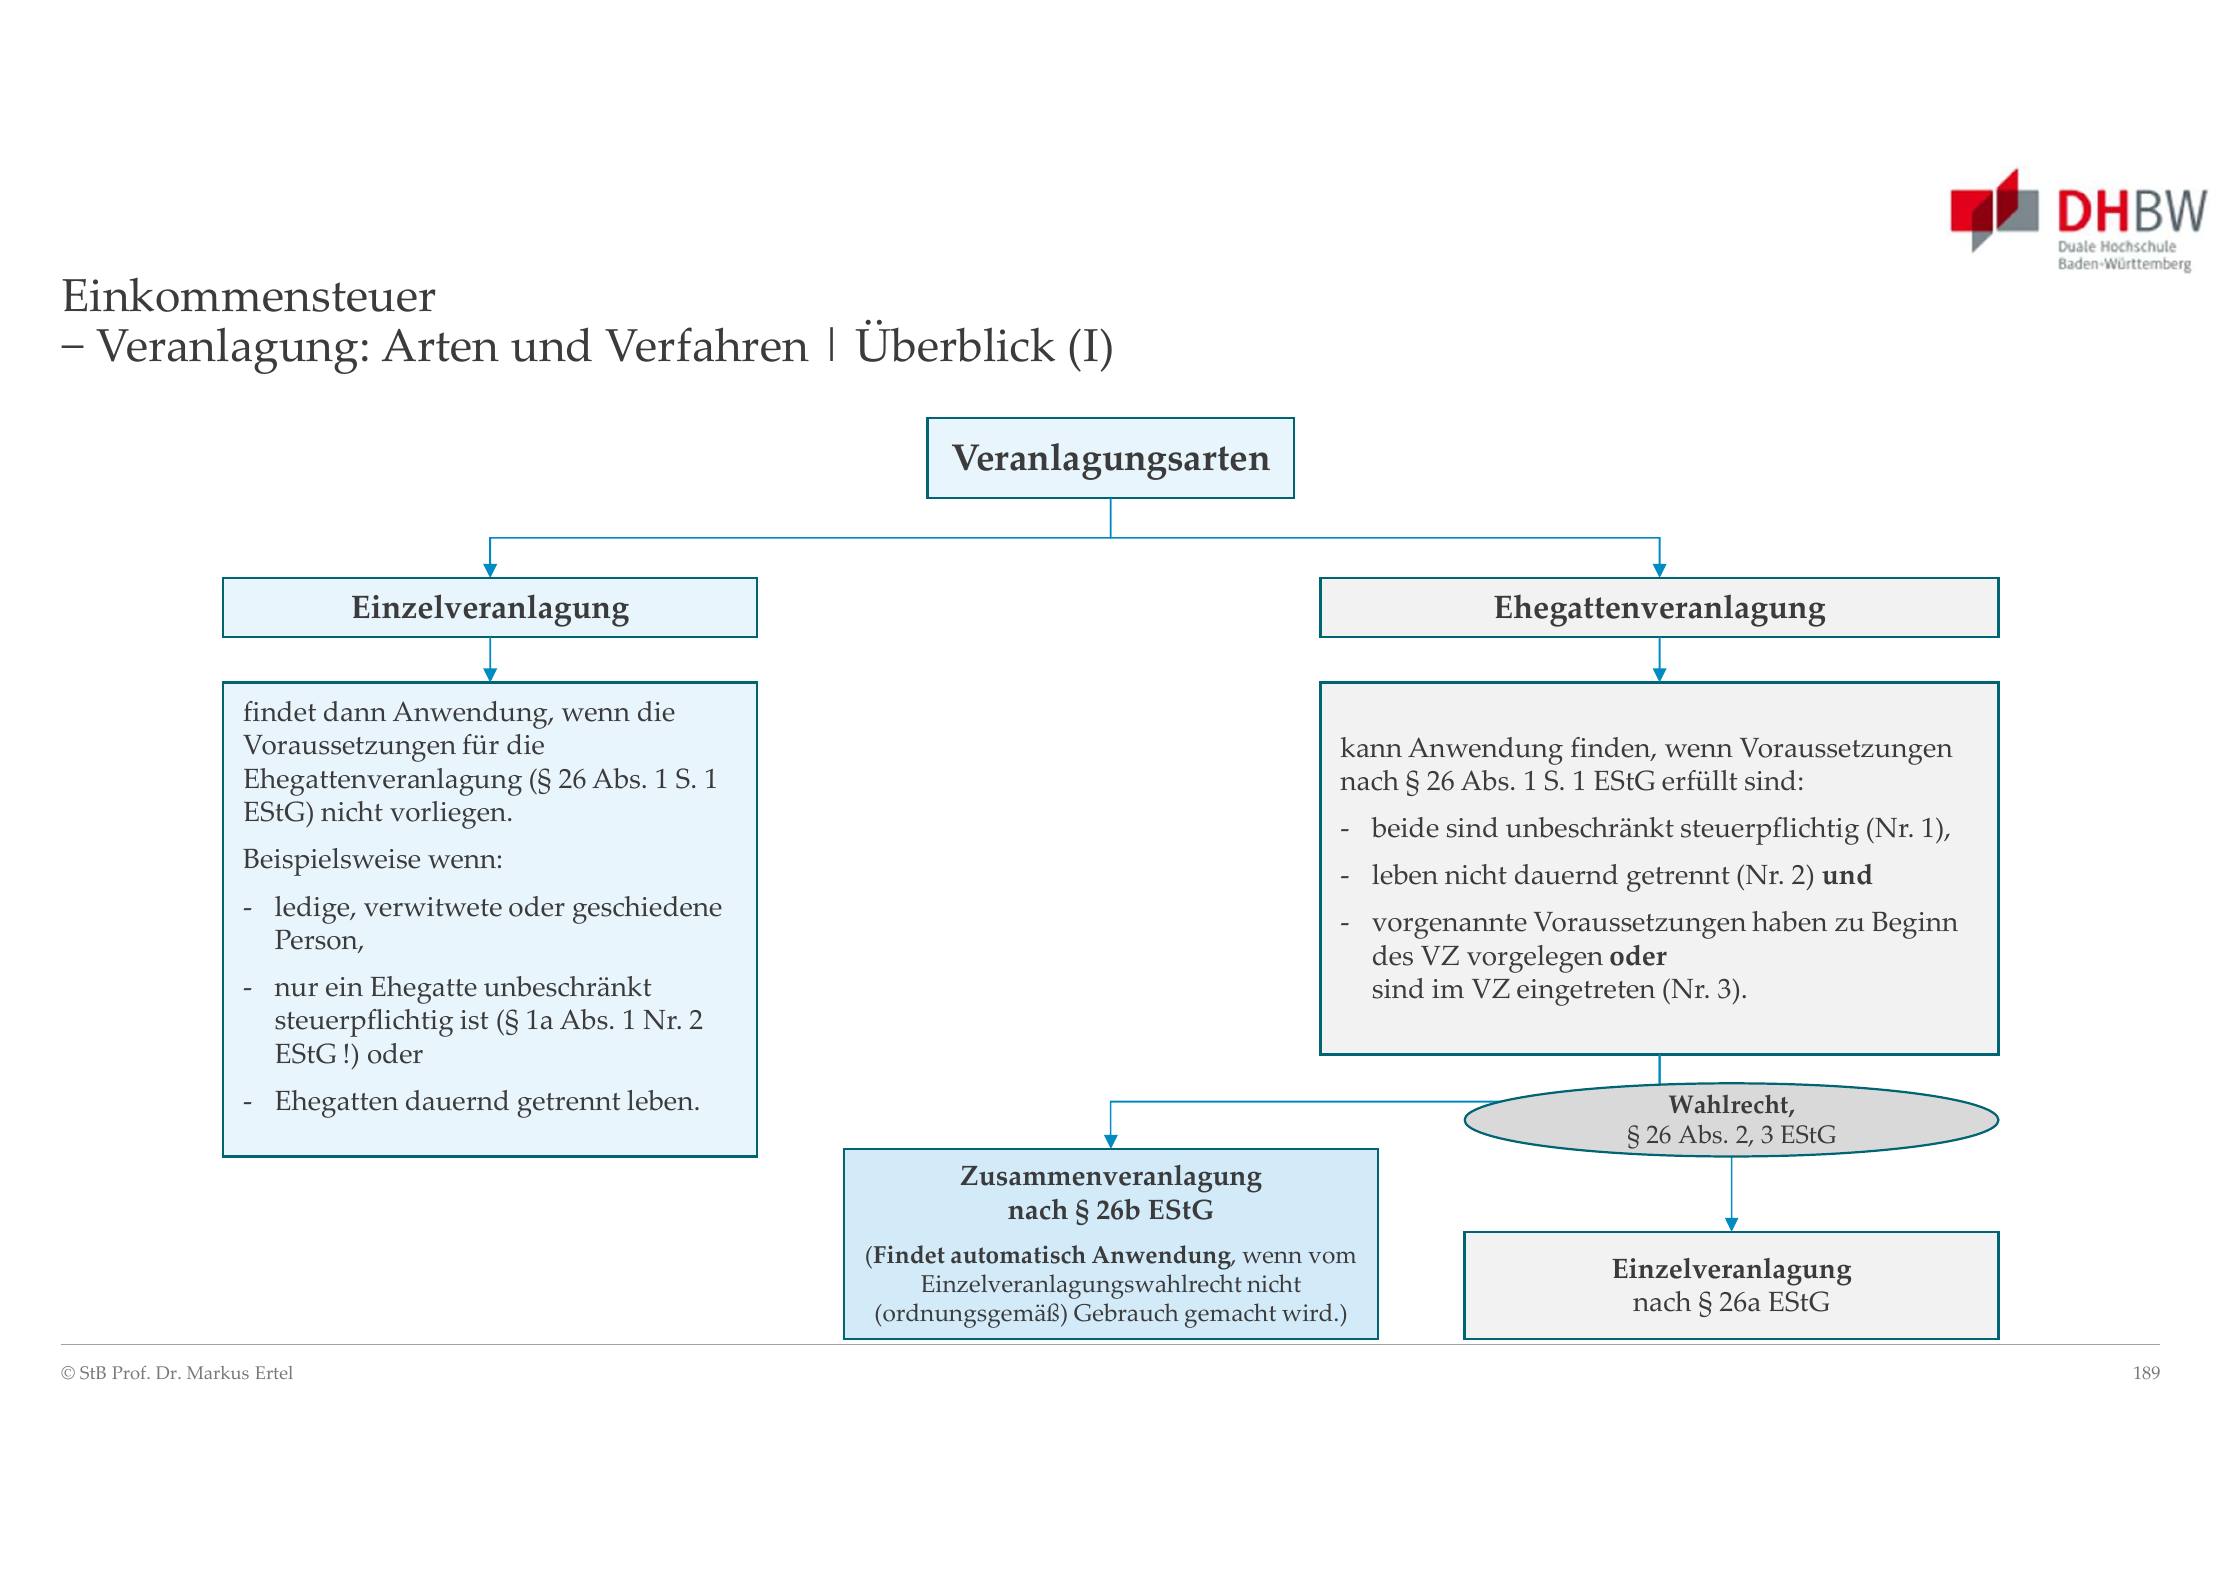 DHBW
Duale Hochschule
Baden-Württemberg
Einkommensteuer
– Veranlagung: Arten und Verfahren | Überblick (I)
Veranlagungsarten
Einzelveranlagung
findet dann Anwendung, wenn die
Voraussetzungen für die
Ehegattenveranlagung (§ 26 Abs. 1 S. 1
EStG) nicht vorliegen.
Beispielsweise wenn:
- ledige, verwitwete oder geschiedene
Person,
- nur ein Ehegatte unbeschränkt
steuerpflichtig ist (§ 1a Abs. 1 Nr. 2
EStG !) oder
- Ehegatten dauernd getrennt leben.
Ehegattenveranlagung
kann Anwendung finden, wenn Voraussetzungen
nach § 26 Abs. 1 S. 1 EStG erfüllt sind:
- beide sind unbeschränkt steuerpflichtig (Nr. 1),
- leben nicht dauernd getrennt (Nr. 2) und
- vorgenannte Voraussetzungen haben zu Beginn
des VZ vorgelegen oder
sind im VZ eingetreten (Nr. 3).
Wahlrecht,
§ 26 Abs. 2, 3 EStG
Zusammenveranlagung
nach § 26b EStG
(Findet automatisch Anwendung, wenn vom
Einzelveranlagungswahlrecht nicht
(ordnungsgemäß) Gebrauch gemacht wird.)
Einzelveranlagung
nach § 26a EStG
© StB Prof. Dr. Markus Ertel
189